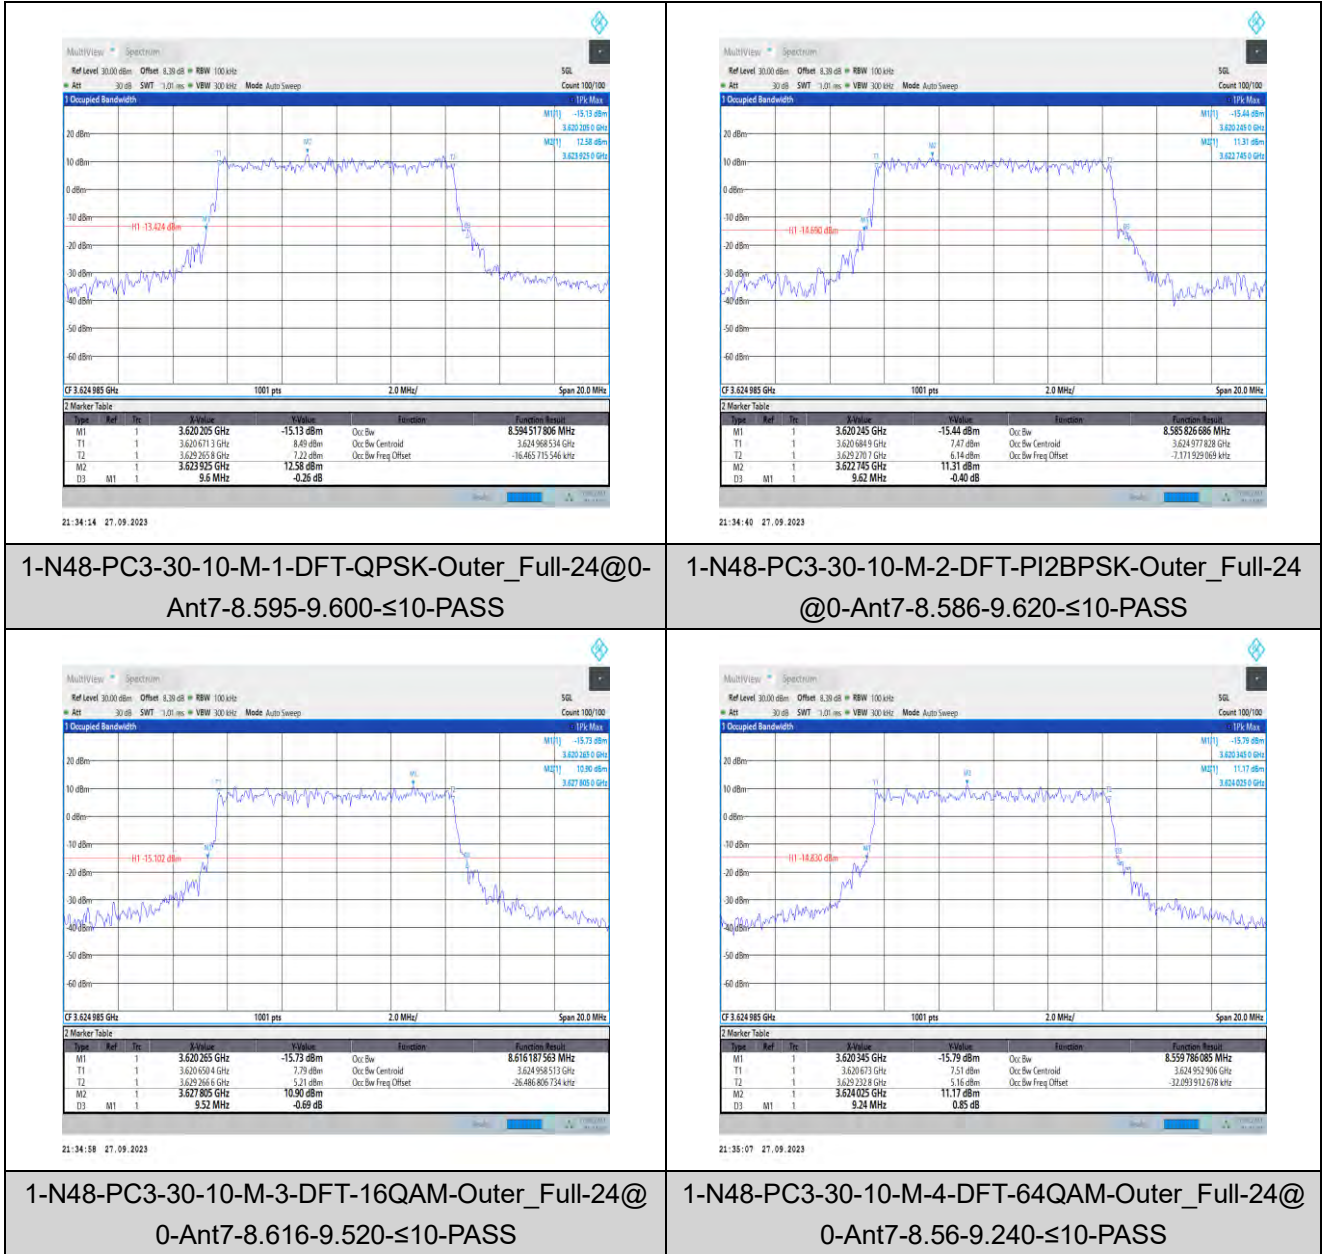 MultiView Spectrum
Ref Level 30.00 dBm Offset 8.39 dB RBW 100 kHz SGL
Att 30 dB SWT 1.01 ms VBW 300 kHz Mode Auto Sweep Count 100/100
1 Occupied Bandwidth 1Pk Max
M1[1] -15.13 dBm
3.620 205 0 GHz
M2[1] 12.58 dBm
3.623 925 0 GHz
20 dBm
10 dBm
0 dBm
-10 dBm
H1 -13.424 dBm
-20 dBm
-30 dBm
-40 dBm
-50 dBm
-60 dBm
CF 3.624 985 GHz 1001 pts 2.0 MHz/ Span 20.0 MHz
2 Marker Table
Type Ref Trc X-Value Y-Value Function Function Result
M1 1 3.620 205 GHz -15.13 dBm Occ Bw 8.594 517 806 MHz
T1 1 3.620 671 3 GHz 8.49 dBm Occ Bw Centroid 3.624 968 534 GHz
T2 1 3.629 265 8 GHz 7.22 dBm Occ Bw Freq Offset -16.465 715 546 kHz
M2 1 3.623 925 GHz 12.58 dBm
D3 M1 1 9.6 MHz -0.26 dB
21:34:14 27.09.2023
1-N48-PC3-30-10-M-1-DFT-QPSK-Outer_Full-24@0-
Ant7-8.595-9.600-≤10-PASS
MultiView Spectrum
Ref Level 30.00 dBm Offset 8.39 dB RBW 100 kHz SGL
Att 30 dB SWT 1.01 ms VBW 300 kHz Mode Auto Sweep Count 100/100
1 Occupied Bandwidth 1Pk Max
M1[1] -15.44 dBm
3.620 245 0 GHz
M2[1] 11.31 dBm
3.622 745 0 GHz
20 dBm
10 dBm
0 dBm
-10 dBm
H1 -14.690 dBm
-20 dBm
-30 dBm
-40 dBm
-50 dBm
-60 dBm
CF 3.624 985 GHz 1001 pts 2.0 MHz/ Span 20.0 MHz
2 Marker Table
Type Ref Trc X-Value Y-Value Function Function Result
M1 1 3.620 245 GHz -15.44 dBm Occ Bw 8.585 826 686 MHz
T1 1 3.620 684 9 GHz 7.47 dBm Occ Bw Centroid 3.624 977 828 GHz
T2 1 3.629 270 7 GHz 6.14 dBm Occ Bw Freq Offset -7.171 929 069 kHz
M2 1 3.622 745 GHz 11.31 dBm
D3 M1 1 9.62 MHz -0.40 dB
21:34:40 27.09.2023
1-N48-PC3-30-10-M-2-DFT-PI2BPSK-Outer_Full-24
@0-Ant7-8.586-9.620-≤10-PASS
MultiView Spectrum
Ref Level 30.00 dBm Offset 8.39 dB RBW 100 kHz SGL
Att 30 dB SWT 1.01 ms VBW 300 kHz Mode Auto Sweep Count 100/100
1 Occupied Bandwidth 1Pk Max
M1[1] -15.73 dBm
3.620 265 0 GHz
M2[1] 10.90 dBm
3.627 805 0 GHz
20 dBm
10 dBm
0 dBm
-10 dBm
H1 -15.102 dBm
-20 dBm
-30 dBm
-40 dBm
-50 dBm
-60 dBm
CF 3.624 985 GHz 1001 pts 2.0 MHz/ Span 20.0 MHz
2 Marker Table
Type Ref Trc X-Value Y-Value Function Function Result
M1 1 3.620 265 GHz -15.73 dBm Occ Bw 8.616 187 563 MHz
T1 1 3.620 650 4 GHz 7.79 dBm Occ Bw Centroid 3.624 958 513 GHz
T2 1 3.629 266 6 GHz 5.21 dBm Occ Bw Freq Offset -26.486 806 734 kHz
M2 1 3.627 805 GHz 10.90 dBm
D3 M1 1 9.52 MHz -0.69 dB
21:34:58 27.09.2023
1-N48-PC3-30-10-M-3-DFT-16QAM-Outer_Full-24@
0-Ant7-8.616-9.520-≤10-PASS
MultiView Spectrum
Ref Level 30.00 dBm Offset 8.39 dB RBW 100 kHz SGL
Att 30 dB SWT 1.01 ms VBW 300 kHz Mode Auto Sweep Count 100/100
1 Occupied Bandwidth 1Pk Max
M1[1] -15.79 dBm
3.620 345 0 GHz
M2[1] 11.17 dBm
3.624 025 0 GHz
20 dBm
10 dBm
0 dBm
-10 dBm
H1 -14.830 dBm
-20 dBm
-30 dBm
-40 dBm
-50 dBm
-60 dBm
CF 3.624 985 GHz 1001 pts 2.0 MHz/ Span 20.0 MHz
2 Marker Table
Type Ref Trc X-Value Y-Value Function Function Result
M1 1 3.620 345 GHz -15.79 dBm Occ Bw 8.559 786 085 MHz
T1 1 3.620 673 GHz 7.51 dBm Occ Bw Centroid 3.624 952 906 GHz
T2 1 3.629 232 8 GHz 5.16 dBm Occ Bw Freq Offset -32.093 912 678 kHz
M2 1 3.624 025 GHz 11.17 dBm
D3 M1 1 9.24 MHz 0.85 dB
21:35:07 27.09.2023
1-N48-PC3-30-10-M-4-DFT-64QAM-Outer_Full-24@
0-Ant7-8.56-9.240-≤10-PASS